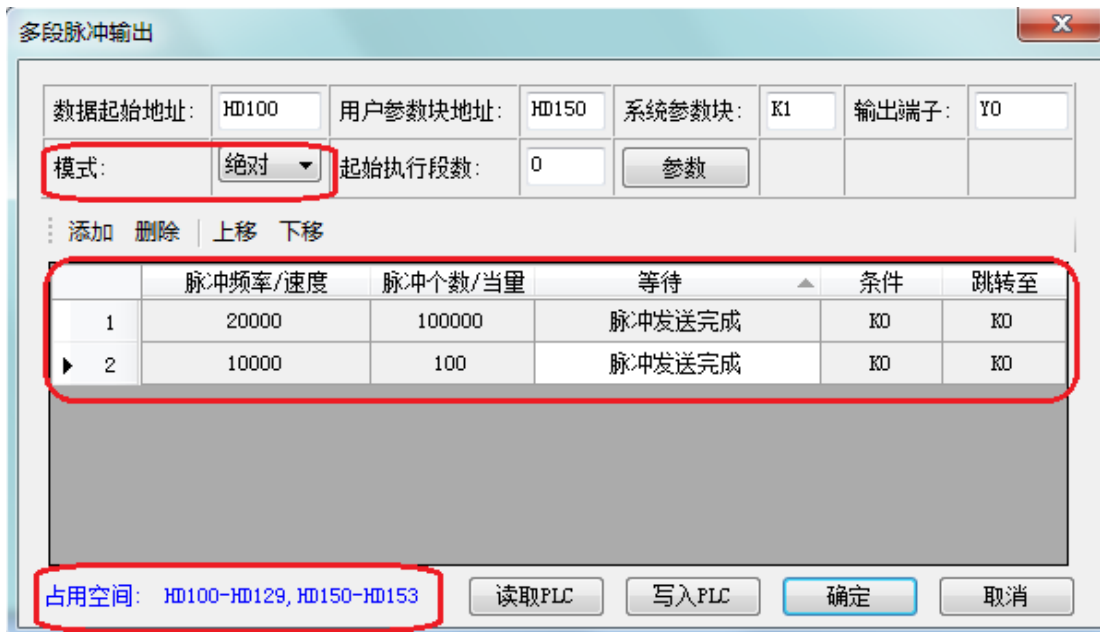 多段脉冲输出
数据起始地址: HD100 用户参数块地址: HD150 系统参数块: K1 输出端子: Y0
模式: 绝对 起始执行段数: 0 参数
添加 删除 上移 下移
脉冲频率/速度 脉冲个数/当量 等待 条件 跳转至
1 20000 100000 脉冲发送完成 K0 K0
2 10000 100 脉冲发送完成 K0 K0
占用空间: HD100-HD129,HD150-HD153 读取PLC 写入PLC 确定 取消